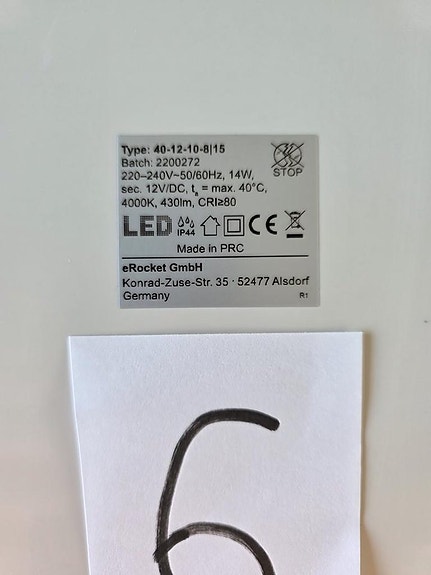 Type: 40-12-10-8|15
Batch: 2200272
220–240V~50/60Hz, 14W,
sec. 12V/DC, ta = max. 40°C,
4000K, 430lm, CRI≥80
STOP
LED IP44 CE
Made in PRC
eRocket GmbH
Konrad-Zuse-Str. 35 · 52477 Alsdorf
Germany R1
6